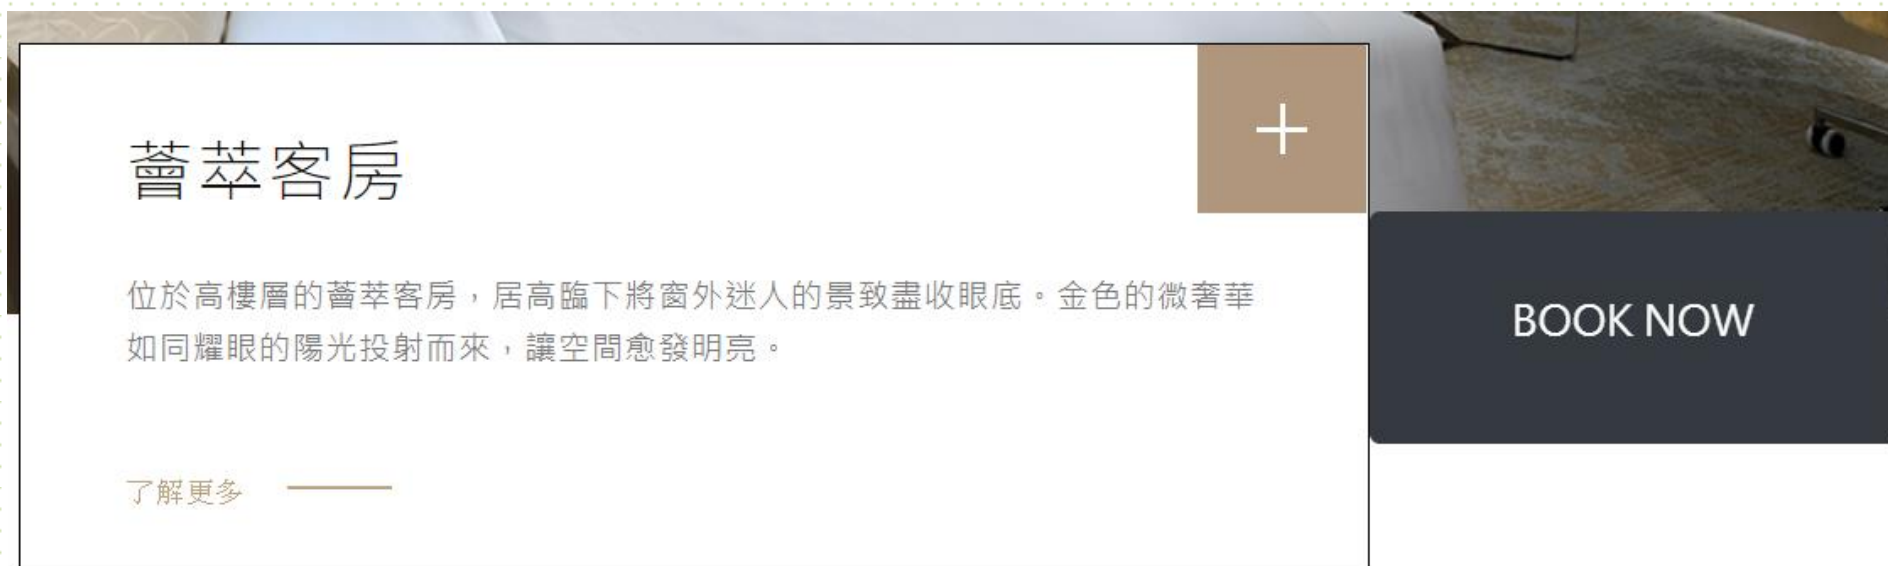 薈萃客房
位於高樓層的薈萃客房，居高臨下將窗外迷人的景致盡收眼底。金色的微奢華
如同耀眼的陽光投射而來，讓空間愈發明亮。
了解更多
BOOK NOW